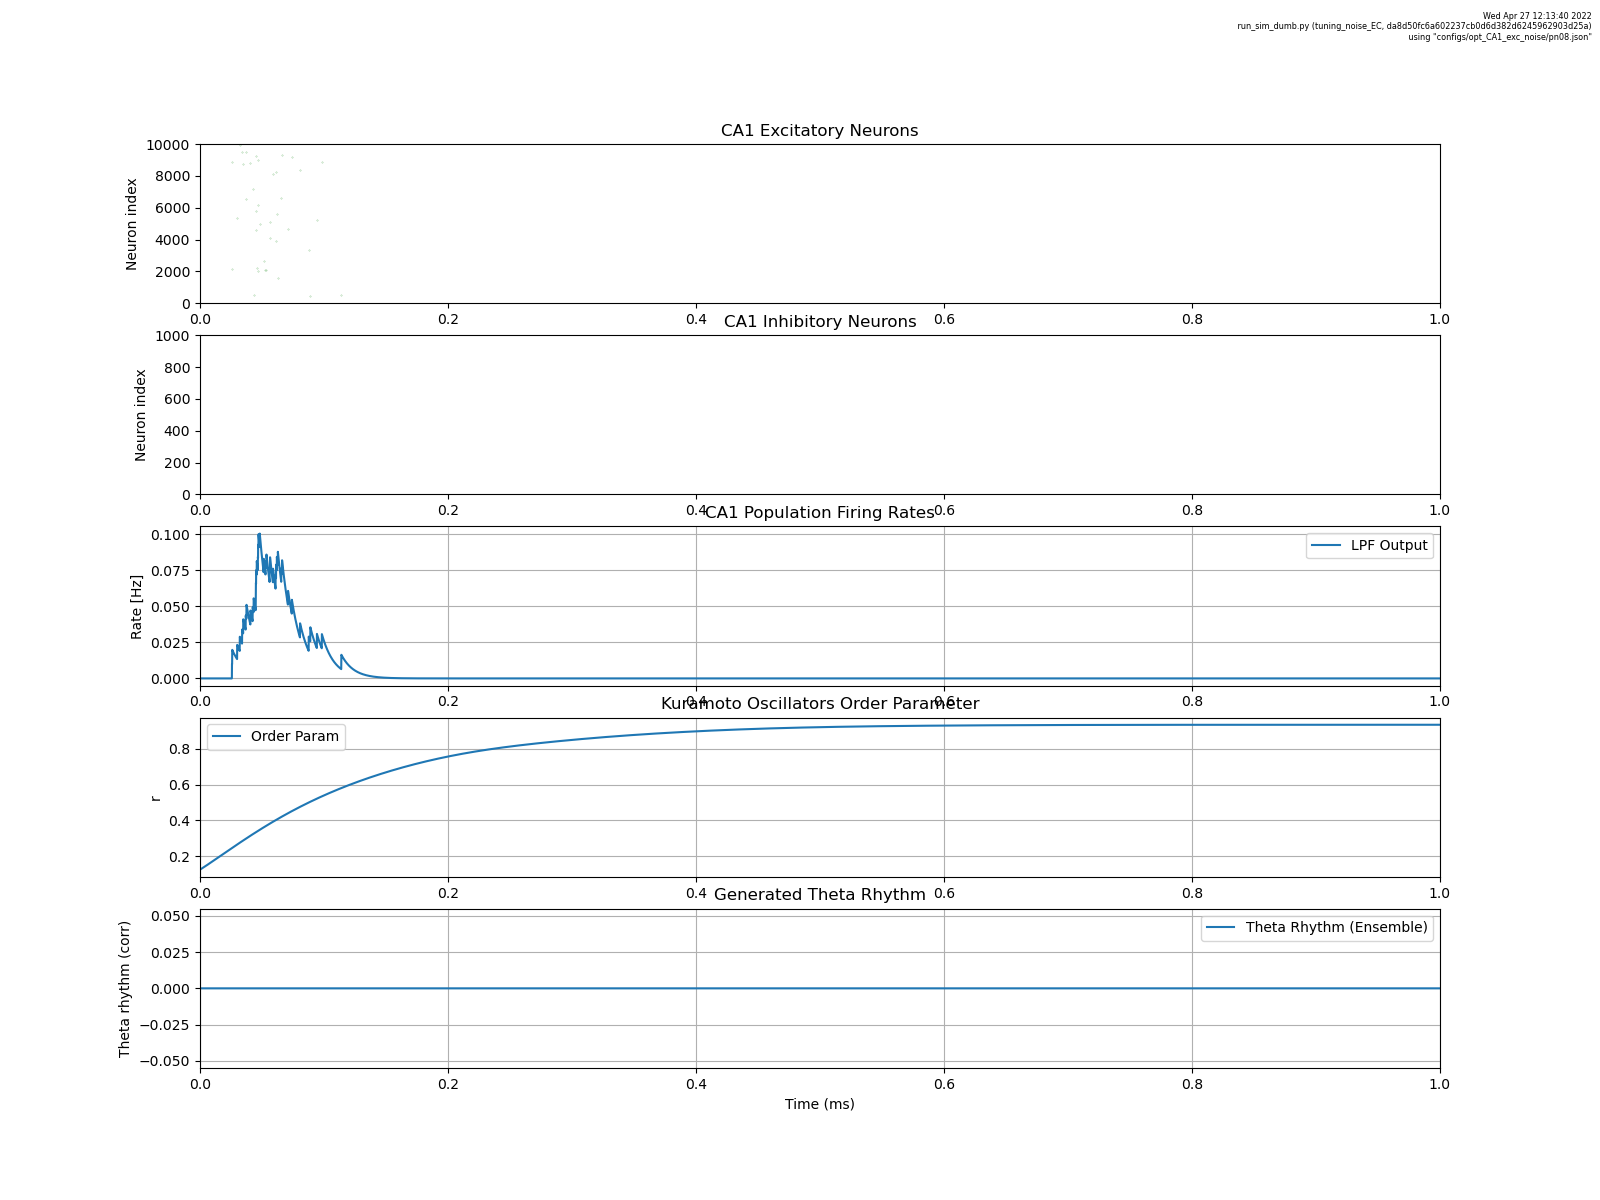 Wed Apr 27 12:13:40 2022
run_sim_dumb.py (tuning_noise_EC, da8d50fc6a602237cb0d6d382d6245962903d25a)
using "configs/opt_CA1_exc_noise/pn08.json"
CA1 Excitatory Neurons
Neuron index
10000
8000
6000
4000
2000
0
0.0 0.2 0.4 0.6 0.8 1.0
CA1 Inhibitory Neurons
Neuron index
1000
800
600
400
200
0
0.0 0.2 0.4 0.6 0.8 1.0
CA1 Population Firing Rates
Rate [Hz]
0.100
0.075
0.050
0.025
0.000
LPF Output
0.0 0.2 0.4 0.6 0.8 1.0
Kuramoto Oscillators Order Parameter
r
0.8
0.6
0.4
0.2
Order Param
0.0 0.2 0.4 0.6 0.8 1.0
Generated Theta Rhythm
Theta rhythm (corr)
0.050
0.025
0.000
−0.025
−0.050
Theta Rhythm (Ensemble)
0.0 0.2 0.4 0.6 0.8 1.0
Time (ms)